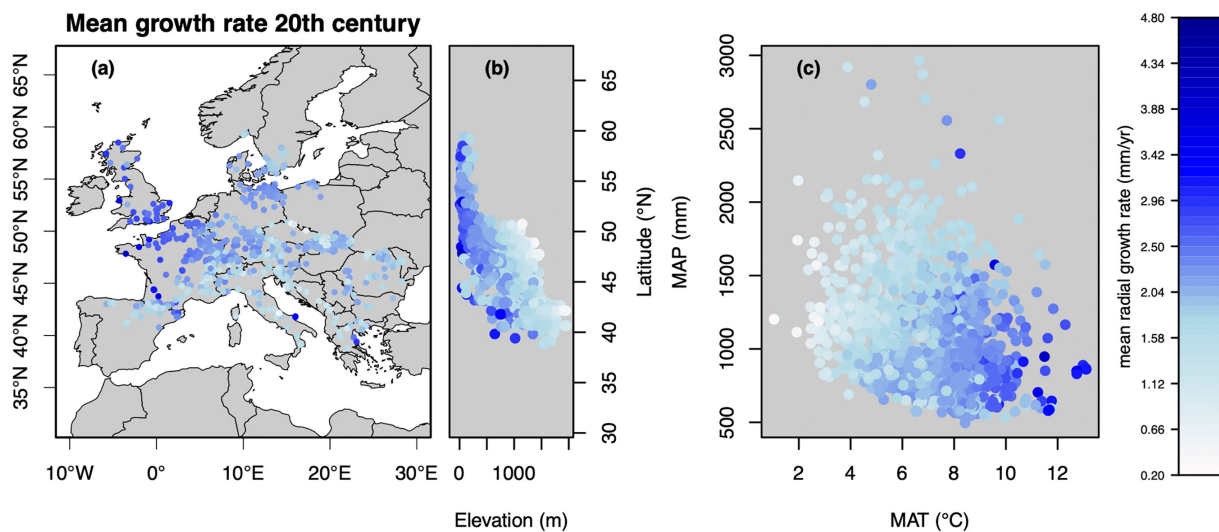 Mean growth rate 20th century
(a)
65°N
60°N
55°N
50°N
45°N
40°N
35°N
10°W
0°
10°E
20°E
30°E
(b)
65
60
55
50
45
40
35
30
Latitude (°N)
0
1000
Elevation (m)
(c)
3000
2500
2000
1500
1000
500
MAP (mm)
2
4
6
8
10
12
MAT (°C)
mean radial growth rate (mm/yr)
4.80
4.34
3.88
3.42
2.96
2.50
2.04
1.58
1.12
0.66
0.20